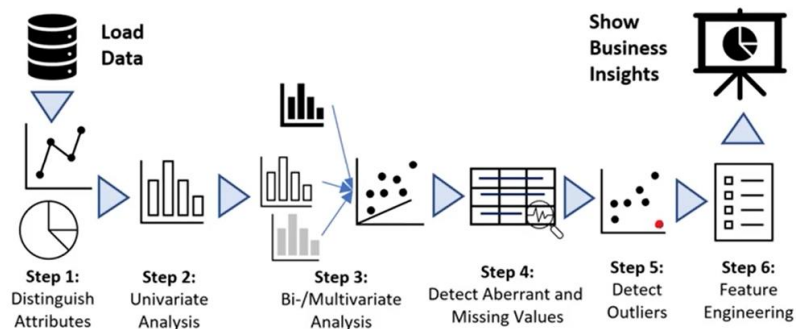 Load
Data
Show
Business
Insights
Step 1:
Distinguish
Attributes
Step 2:
Univariate
Analysis
Step 3:
Bi-/Multivariate
Analysis
Step 4:
Detect Aberrant and
Missing Values
Step 5:
Detect
Outliers
Step 6:
Feature
Engineering